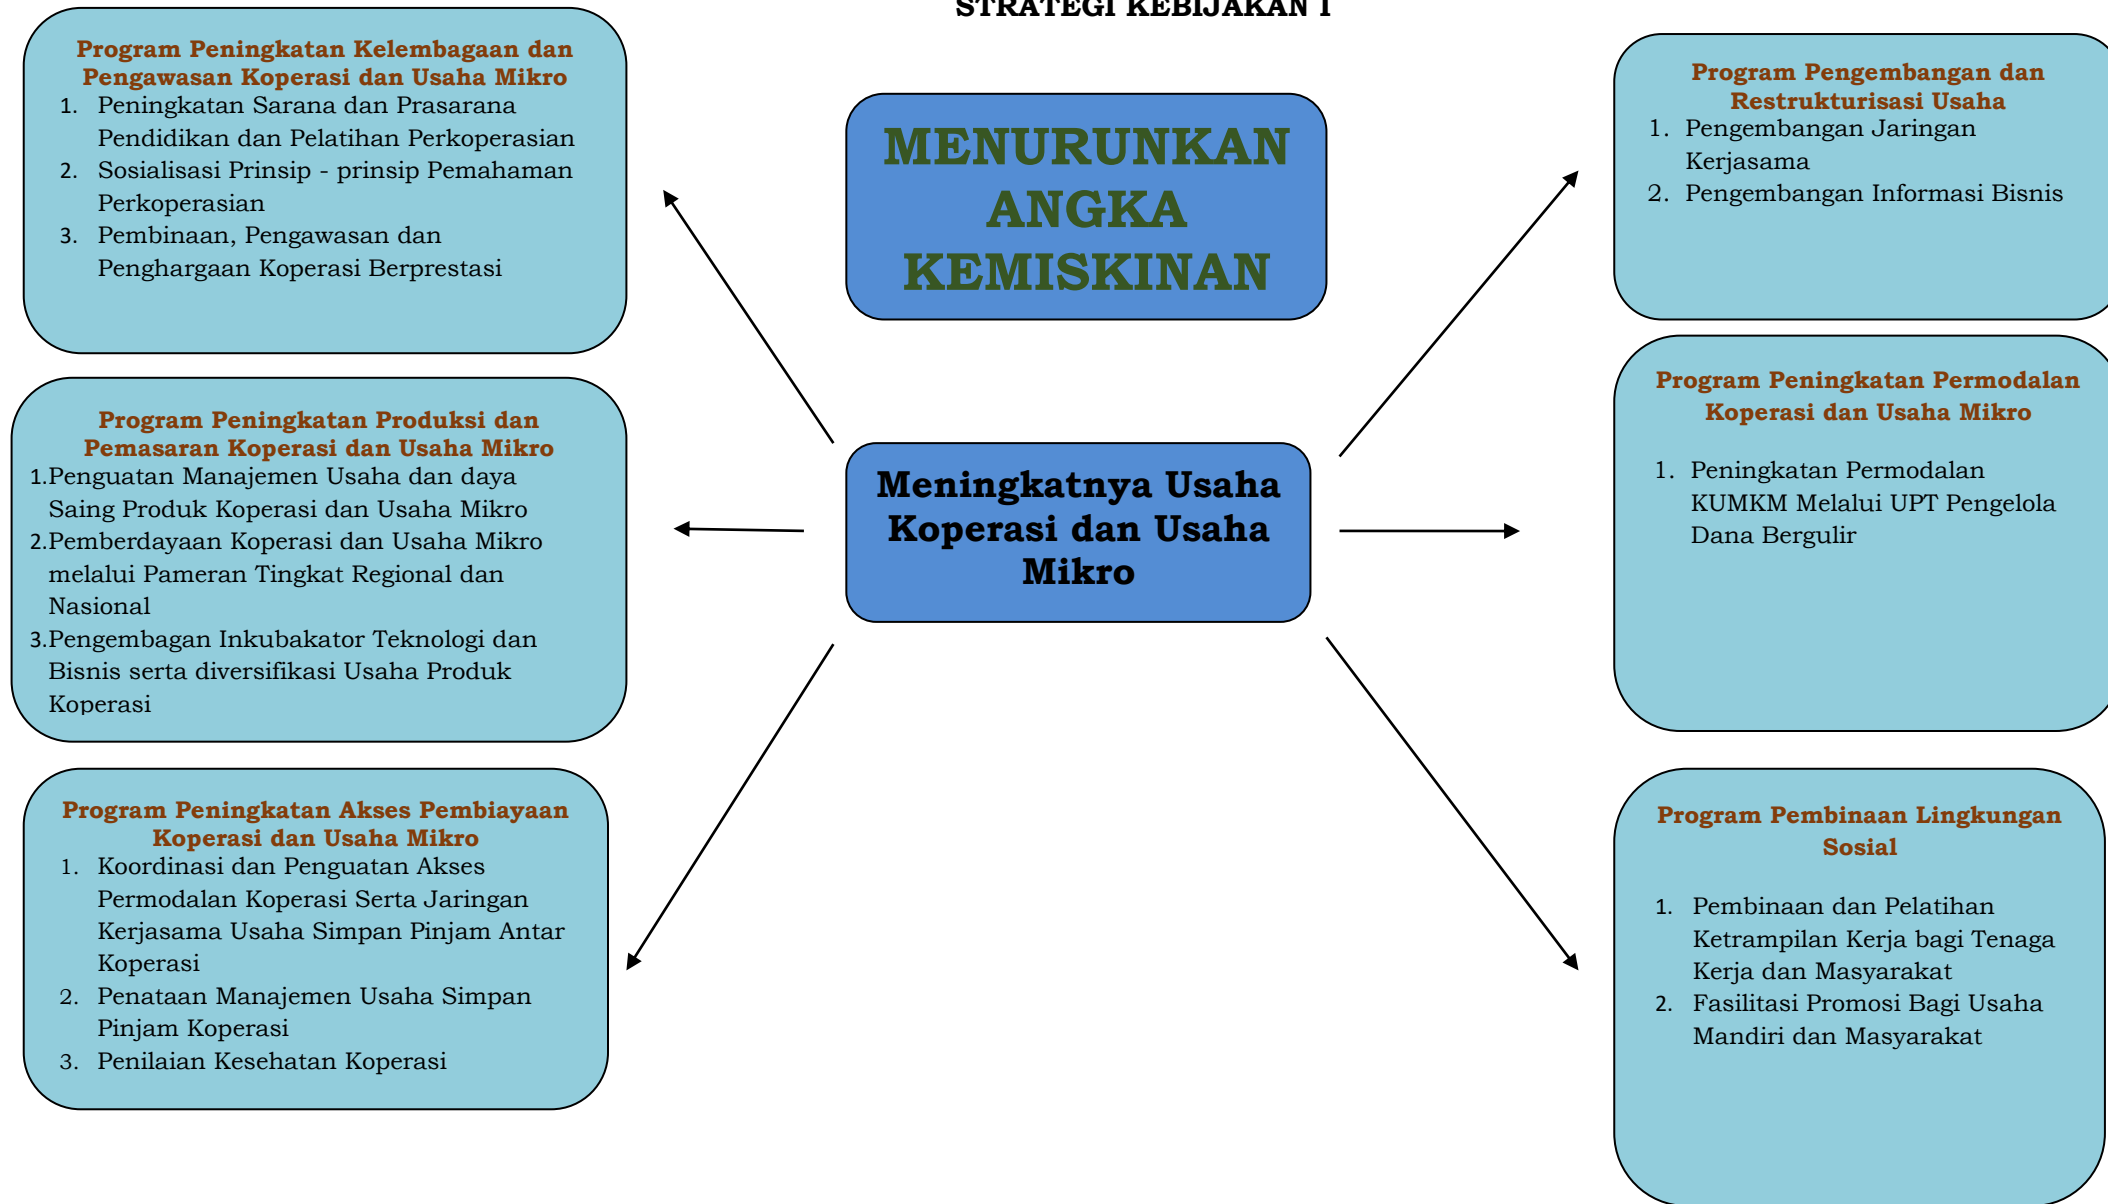 STRATEGI KEBIJAKAN I
Program Peningkatan Kelembagaan dan
Pengawasan Koperasi dan Usaha Mikro
1. Peningkatan Sarana dan Prasarana
Pendidikan dan Pelatihan Perkoperasian
2. Sosialisasi Prinsip - prinsip Pemahaman
Perkoperasian
3. Pembinaan, Pengawasan dan
Penghargaan Koperasi Berprestasi
Program Peningkatan Produksi dan
Pemasaran Koperasi dan Usaha Mikro
1.Penguatan Manajemen Usaha dan daya
Saing Produk Koperasi dan Usaha Mikro
2.Pemberdayaan Koperasi dan Usaha Mikro
melalui Pameran Tingkat Regional dan
Nasional
3.Pengembagan Inkubakator Teknologi dan
Bisnis serta diversifikasi Usaha Produk
Koperasi
Program Peningkatan Akses Pembiayaan
Koperasi dan Usaha Mikro
1. Koordinasi dan Penguatan Akses
Permodalan Koperasi Serta Jaringan
Kerjasama Usaha Simpan Pinjam Antar
Koperasi
2. Penataan Manajemen Usaha Simpan
Pinjam Koperasi
3. Penilaian Kesehatan Koperasi
MENURUNKAN
ANGKA
KEMISKINAN
Meningkatnya Usaha
Koperasi dan Usaha
Mikro
Program Pengembangan dan
Restrukturisasi Usaha
1. Pengembangan Jaringan
Kerjasama
2. Pengembangan Informasi Bisnis
Program Peningkatan Permodalan
Koperasi dan Usaha Mikro
1. Peningkatan Permodalan
KUMKM Melalui UPT Pengelola
Dana Bergulir
Program Pembinaan Lingkungan
Sosial
1. Pembinaan dan Pelatihan
Ketrampilan Kerja bagi Tenaga
Kerja dan Masyarakat
2. Fasilitasi Promosi Bagi Usaha
Mandiri dan Masyarakat